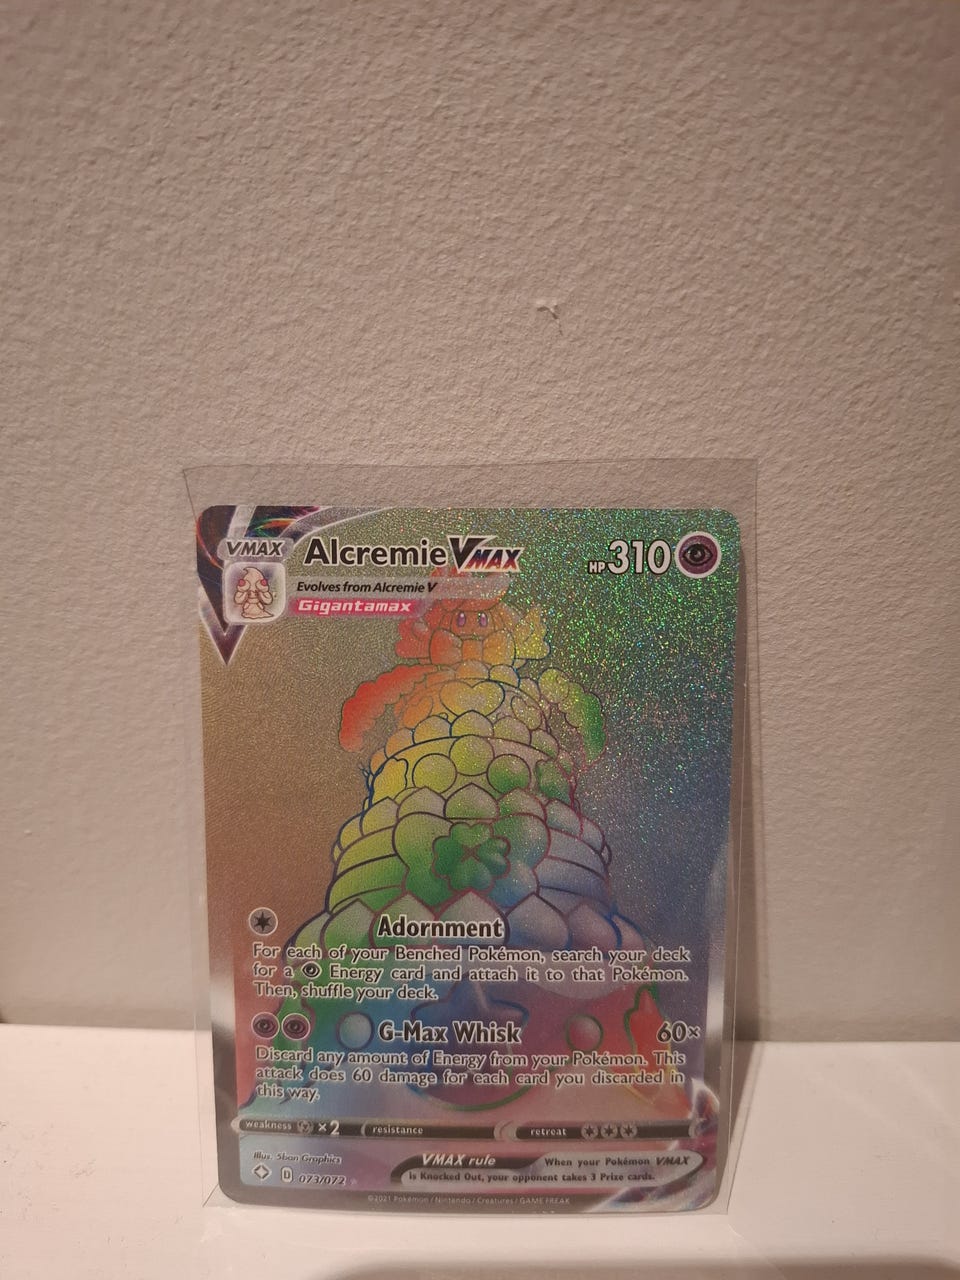 VMAX
Alcremie VMAX HP 310
Evolves from Alcremie V
Gigantamax
Adornment
For each of your Benched Pokémon, search your deck
for a Energy card and attach it to that Pokémon.
Then, shuffle your deck.
G-Max Whisk 60×
Discard any amount of Energy from your Pokémon. This
attack does 60 damage for each card you discarded in
this way.
weakness ×2 resistance retreat
Illus. 5ban Graphics
VMAX rule When your Pokémon VMAX
is Knocked Out, your opponent takes 3 Prize cards.
D 073/072
©2021 Pokémon / Nintendo / Creatures / GAME FREAK